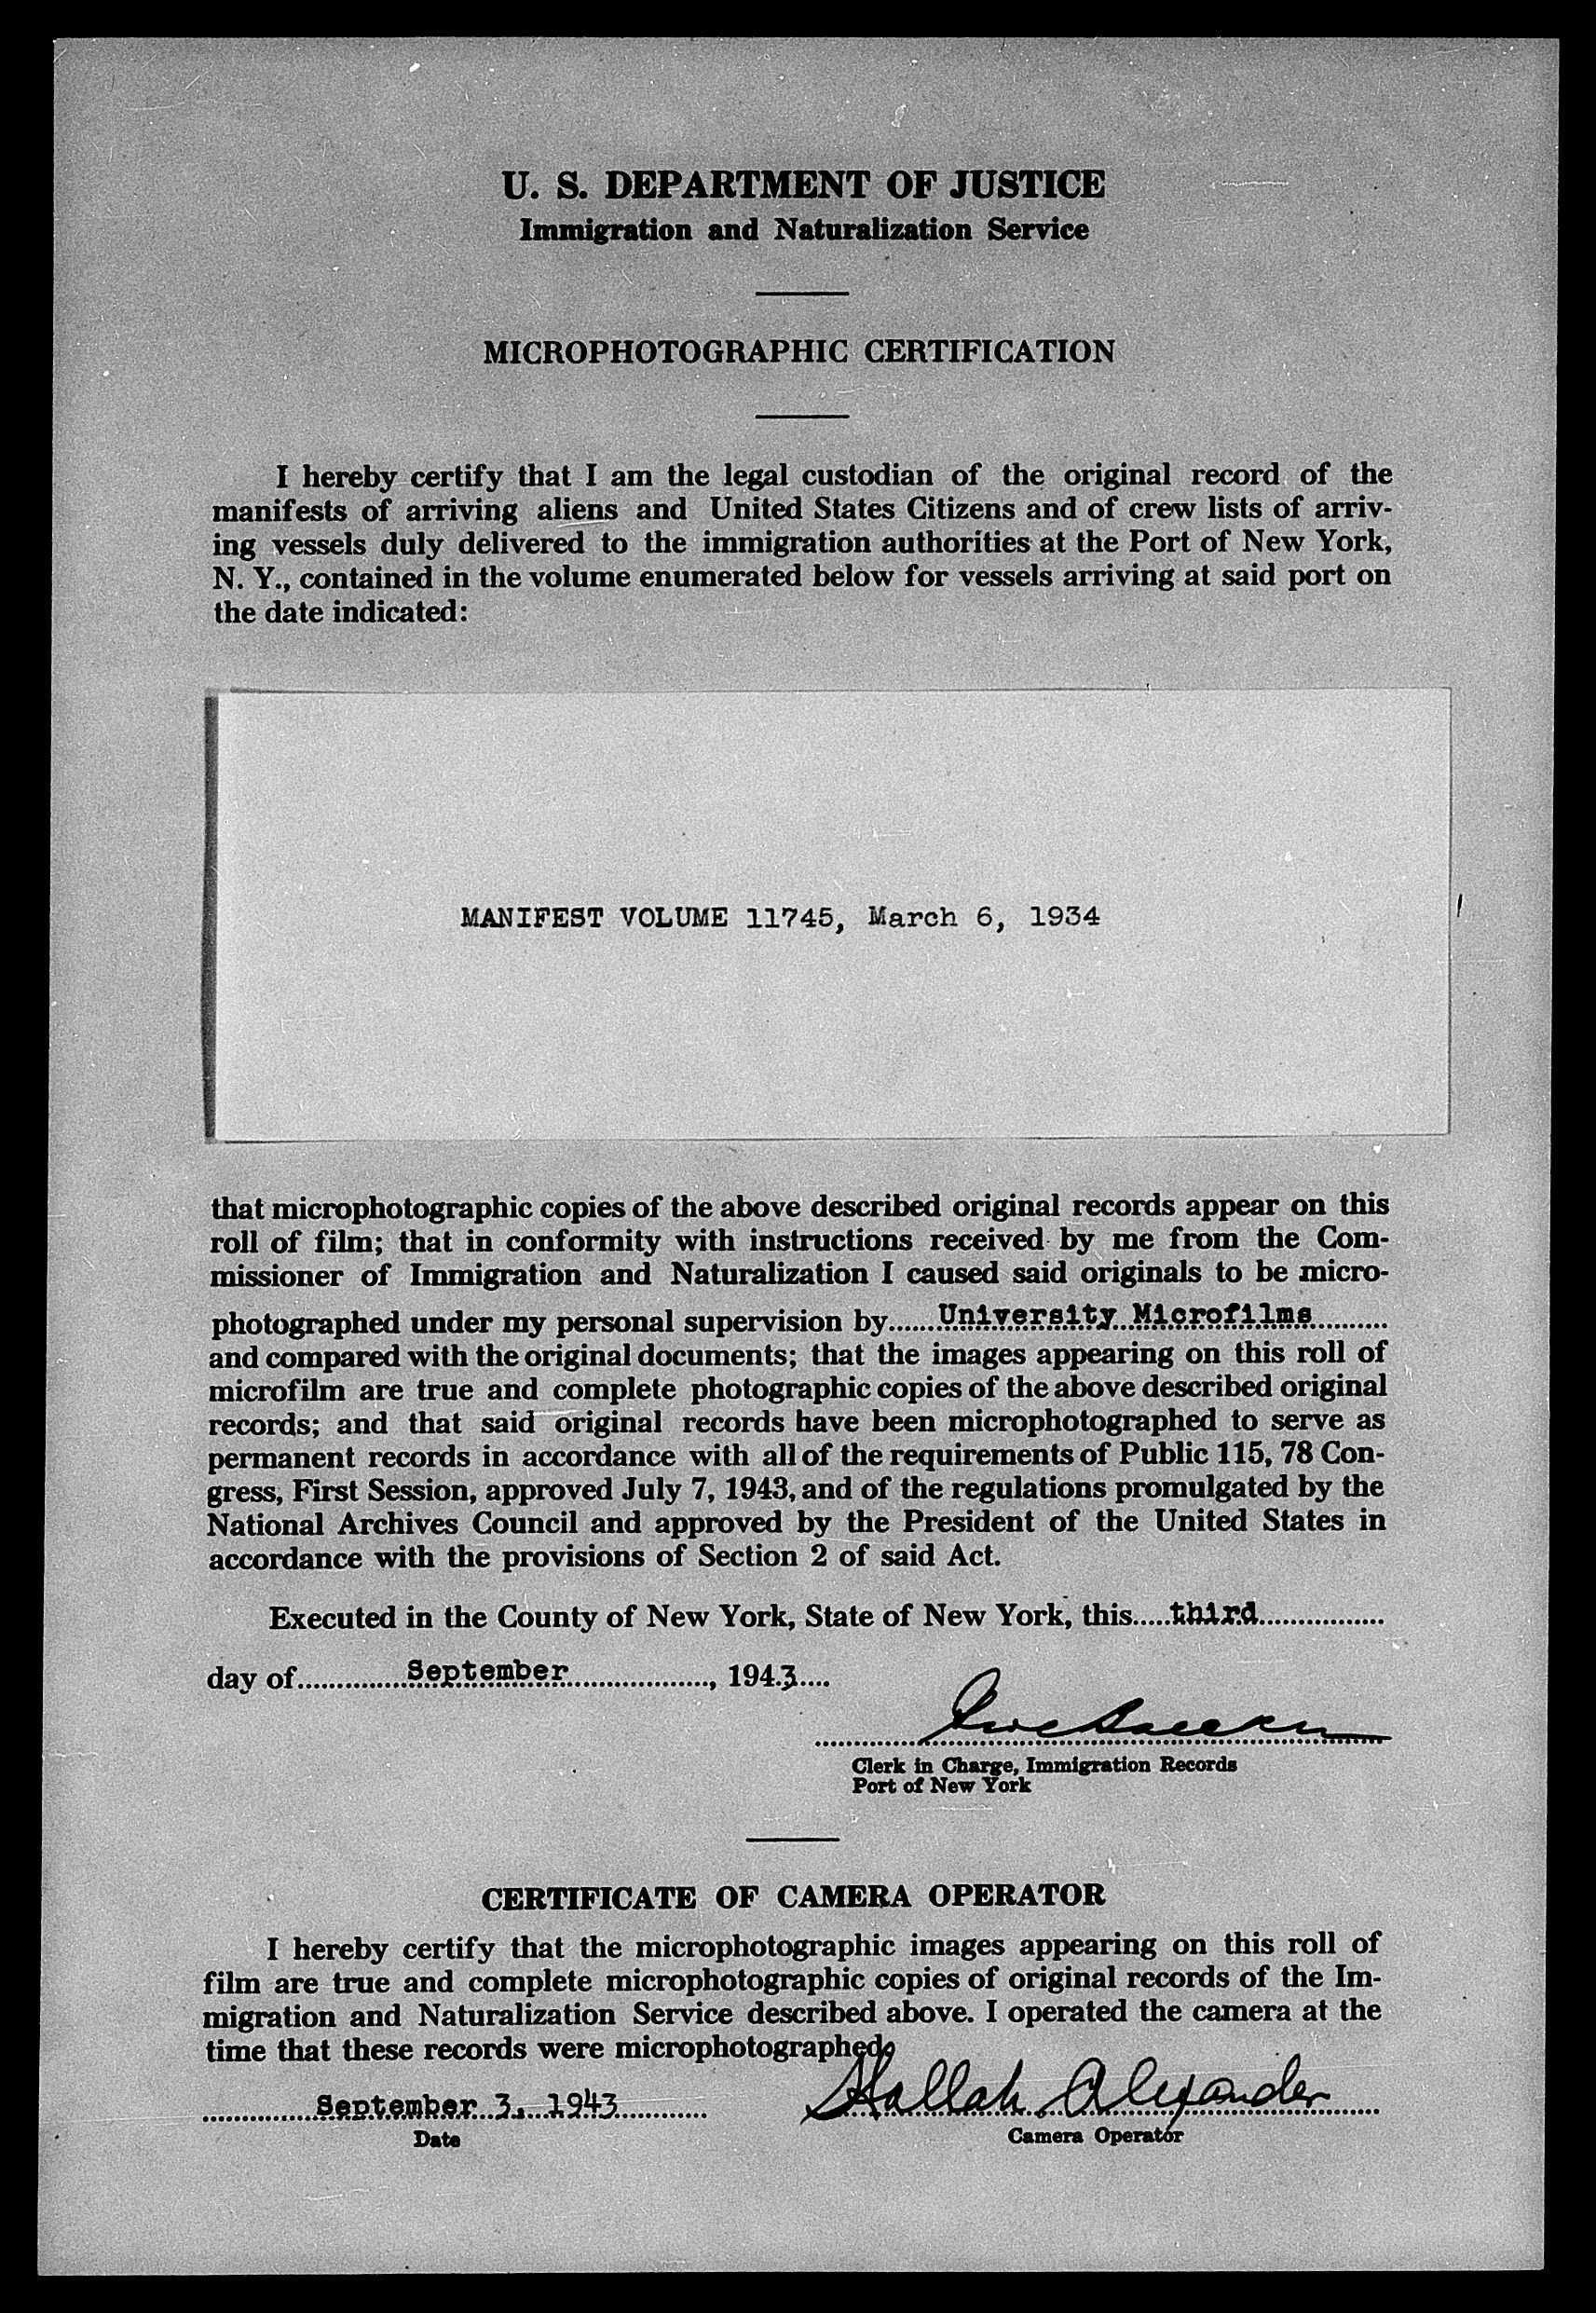 U. S. DEPARTMENT OF JUSTICE
Immigration and Naturalization Service
MICROPHOTOGRAPHIC CERTIFICATION
I hereby certify that I am the legal custodian of the original record of the
manifests of arriving aliens and United States Citizens and of crew lists of arriv-
ing vessels duly delivered to the immigration authorities at the Port of New York,
N. Y., contained in the volume enumerated below for vessels arriving at said port on
the date indicated:
MANIFEST VOLUME 11745, March 6, 1934
that microphotographic copies of the above described original records appear on this
roll of film; that in conformity with instructions received by me from the Com-
missioner of Immigration and Naturalization I caused said originals to be micro-
photographed under my personal supervision by......University Microfilms..........
and compared with the original documents; that the images appearing on this roll of
microfilm are true and complete photographic copies of the above described original
records; and that said original records have been microphotographed to serve as
permanent records in accordance with all of the requirements of Public 115, 78 Con-
gress, First Session, approved July 7, 1943, and of the regulations promulgated by the
National Archives Council and approved by the President of the United States in
accordance with the provisions of Section 2 of said Act.
Executed in the County of New York, State of New York, this.....third................
day of..............September.................., 194.3....
Clerk in Charge, Immigration Records
Port of New York
CERTIFICATE OF CAMERA OPERATOR
I hereby certify that the microphotographic images appearing on this roll of
film are true and complete microphotographic copies of original records of the Im-
migration and Naturalization Service described above. I operated the camera at the
time that these records were microphotographed.
September 3, 1943 Hallah Alexander
Date Camera Operator